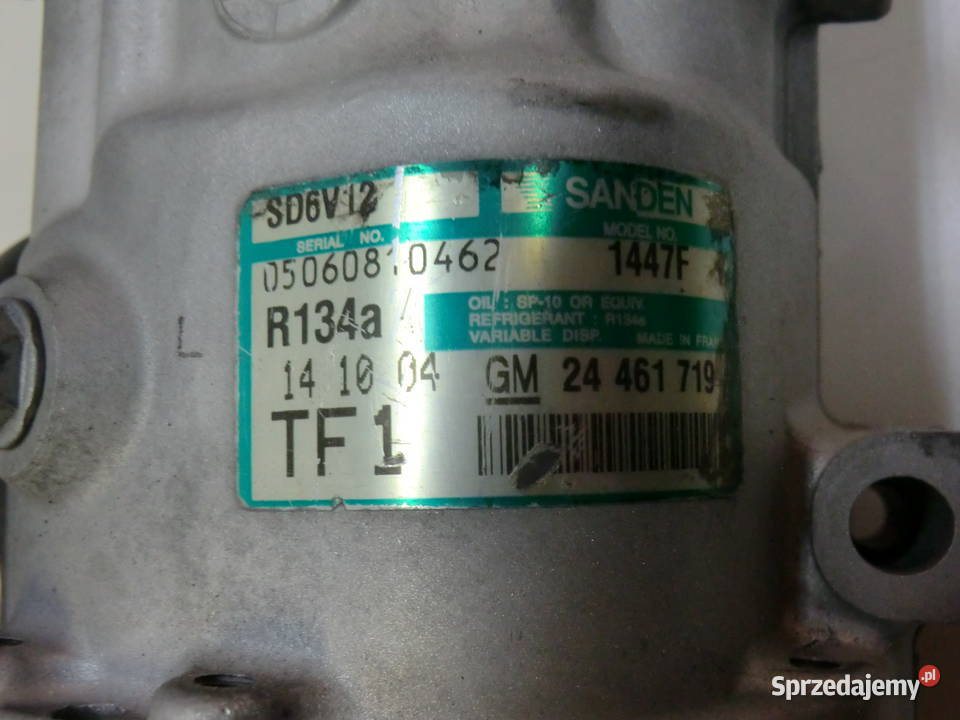 SD6V12 SANDEN
SERIAL NO. MODEL NO.
05060810462 1447F
R134a OIL : SP-10 OR EQUIV.
REFRIGERANT : R134a
VARIABLE DISP. MADE IN FRA
14 10 04 GM 24 461 719
TF1
L
Sprzedajemy.pl